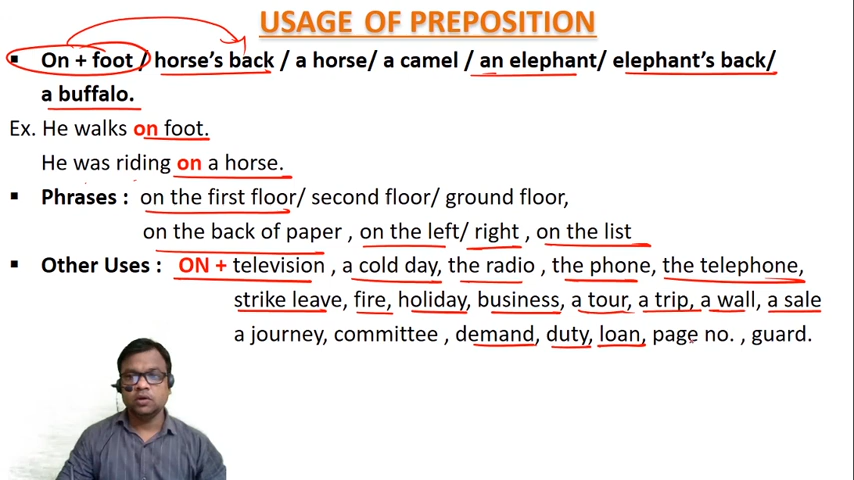 USAGE OF PREPOSITION
▪ On + foot / horse's back / a horse/ a camel / an elephant/ elephant's back/
a buffalo.
Ex. He walks on foot.
He was riding on a horse.
▪ Phrases : on the first floor/ second floor/ ground floor,
on the back of paper , on the left/ right , on the list
▪ Other Uses : ON + television , a cold day, the radio , the phone, the telephone,
strike leave, fire, holiday, business, a tour, a trip, a wall, a sale
a journey, committee , demand, duty, loan, page no. , guard.